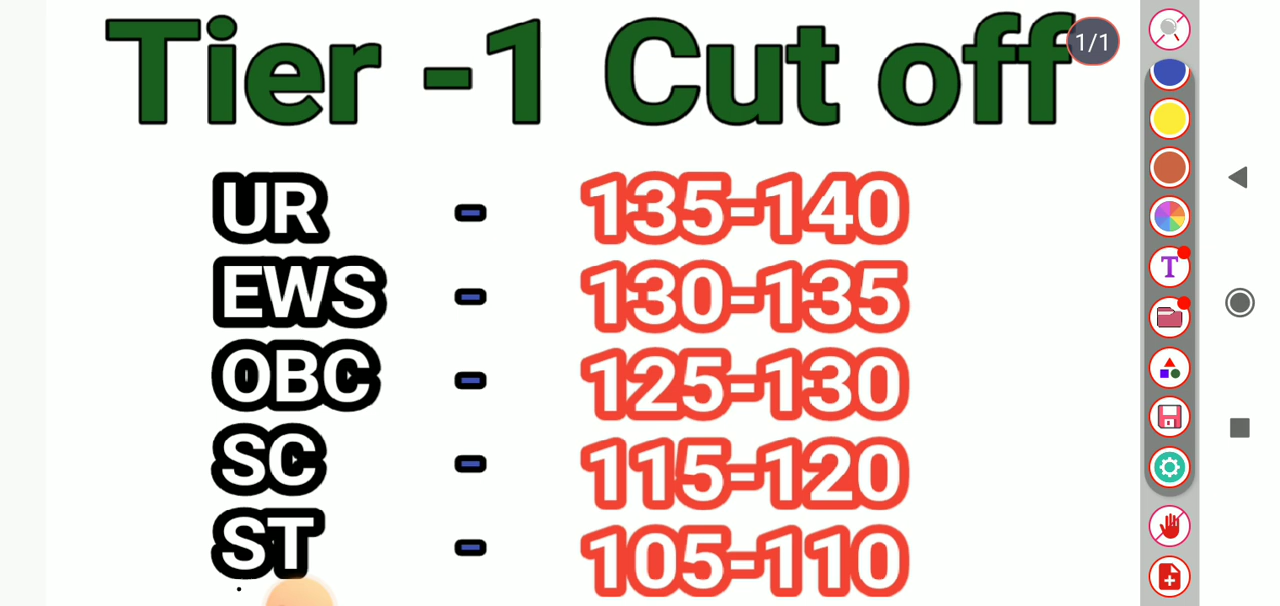 Tier -1 Cut off
1/1
UR - 135-140
EWS - 130-135
OBC - 125-130
SC - 115-120
ST - 105-110
T